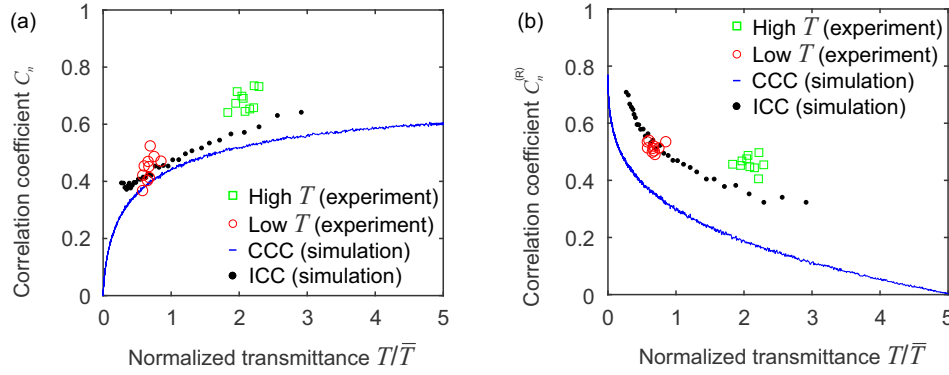 (a)
Correlation coefficient Cₙ
1
0.8
0.6
0.4
0.2
0
0 1 2 3 4 5
High T (experiment)
Low T (experiment)
CCC (simulation)
ICC (simulation)
Normalized transmittance T/T̅
(b)
Correlation coefficient Cₙ⁽ᴿ⁾
1
0.8
0.6
0.4
0.2
0
0 1 2 3 4 5
High T (experiment)
Low T (experiment)
CCC (simulation)
ICC (simulation)
Normalized transmittance T/T̅